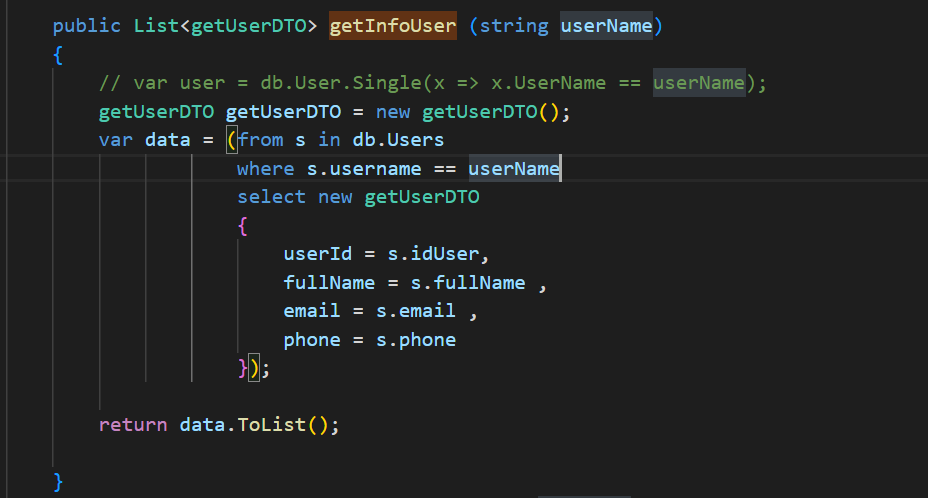 public List<getUserDTO> getInfoUser (string userName)
{
// var user = db.User.Single(x => x.UserName == userName);
getUserDTO getUserDTO = new getUserDTO();
var data = (from s in db.Users
where s.username == userName
select new getUserDTO
{
userId = s.idUser,
fullName = s.fullName ,
email = s.email ,
phone = s.phone
});
return data.ToList();
}